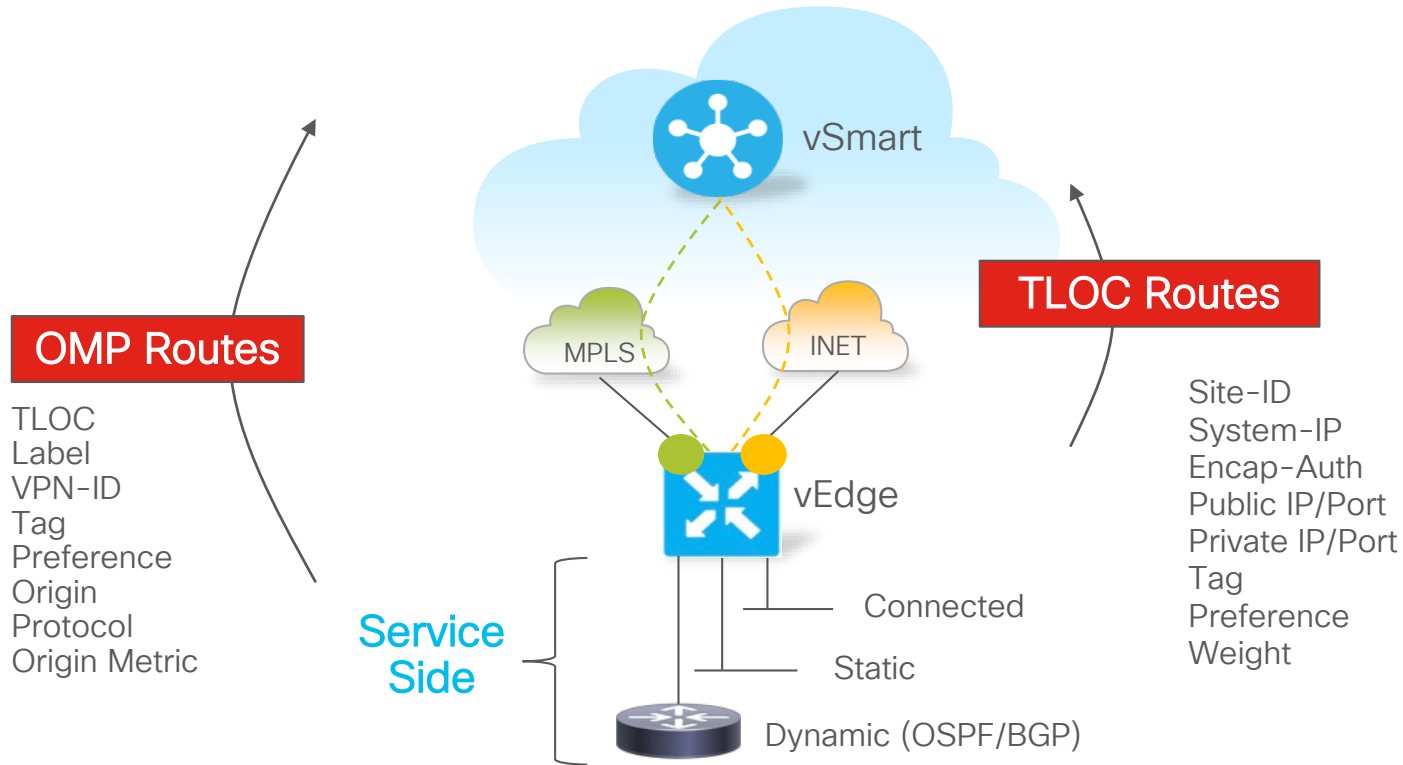 vSmart
TLOC Routes
OMP Routes
MPLS
INET
TLOC
Label
VPN-ID
Tag
Preference
Origin
Protocol
Origin Metric
Site-ID
System-IP
Encap-Auth
Public IP/Port
Private IP/Port
Tag
Preference
Weight
vEdge
Service
Side
Connected
Static
Dynamic (OSPF/BGP)